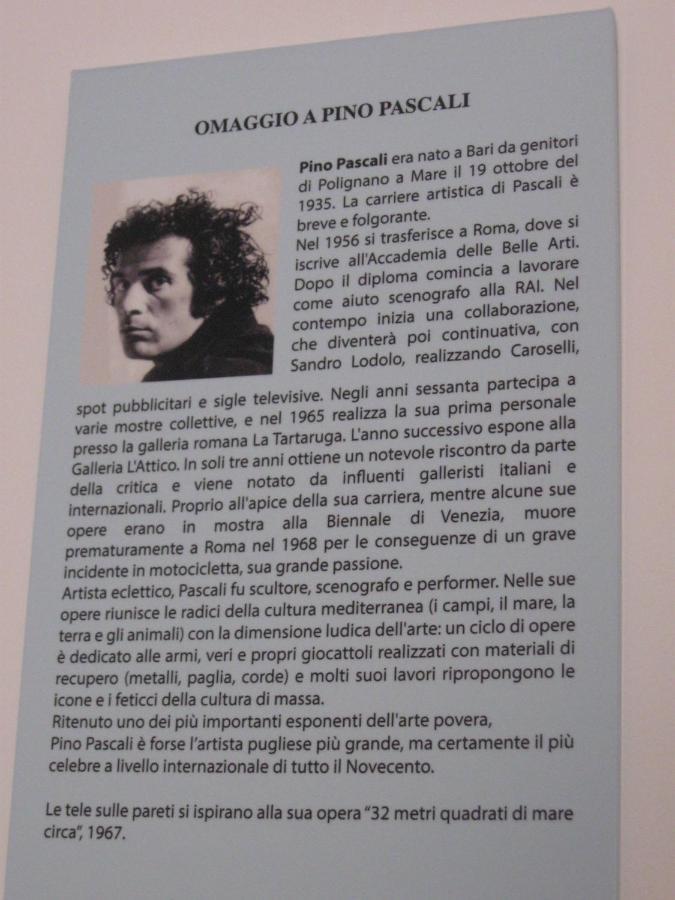 OMAGGIO A PINO PASCALI
Pino Pascali era nato a Bari da genitori
di Polignano a Mare il 19 ottobre del
1935. La carriere artistica di Pascali è
breve e folgorante.
Nel 1956 si trasferisce a Roma, dove si
iscrive all'Accademia delle Belle Arti.
Dopo il diploma comincia a lavorare
come aiuto scenografo alla RAI. Nel
contempo inizia una collaborazione,
che diventerà poi continuativa, con
Sandro Lodolo, realizzando Caroselli,
spot pubblicitari e sigle televisive. Negli anni sessanta partecipa a
varie mostre collettive, e nel 1965 realizza la sua prima personale
presso la galleria romana La Tartaruga. L'anno successivo espone alla
Galleria L'Attico. In soli tre anni ottiene un notevole riscontro da parte
della critica e viene notato da influenti galleristi italiani e
internazionali. Proprio all'apice della sua carriera, mentre alcune sue
opere erano in mostra alla Biennale di Venezia, muore
prematuramente a Roma nel 1968 per le conseguenze di un grave
incidente in motocicletta, sua grande passione.
Artista eclettico, Pascali fu scultore, scenografo e performer. Nelle sue
opere riunisce le radici della cultura mediterranea (i campi, il mare, la
terra e gli animali) con la dimensione ludica dell'arte: un ciclo di opere
è dedicato alle armi, veri e propri giocattoli realizzati con materiali di
recupero (metalli, paglia, corde) e molti suoi lavori ripropongono le
icone e i feticci della cultura di massa.
Ritenuto uno dei più importanti esponenti dell'arte povera,
Pino Pascali è forse l'artista pugliese più grande, ma certamente il più
celebre a livello internazionale di tutto il Novecento.
Le tele sulle pareti si ispirano alla sua opera “32 metri quadrati di mare
circa”, 1967.